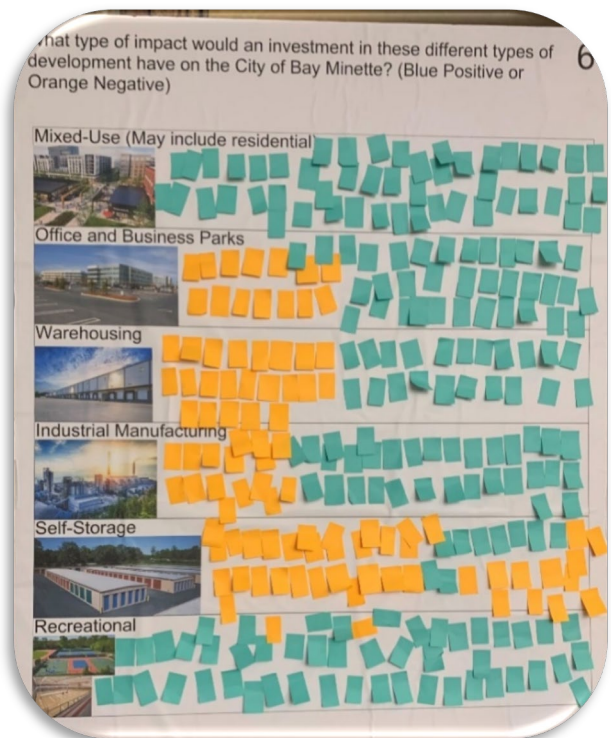 What type of impact would an investment in these different types of
development have on the City of Bay Minette? (Blue Positive or
Orange Negative)
6
Mixed-Use (May include residential)
Office and Business Parks
Warehousing
Industrial Manufacturing
Self-Storage
Recreational